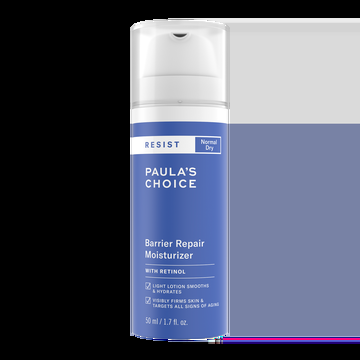 RESIST
Normal
Dry
PAULA'S
CHOICE
Barrier Repair
Moisturizer
WITH RETINOL
LIGHT LOTION SMOOTHS
& HYDRATES
VISIBLY FIRMS SKIN &
TARGETS ALL SIGNS OF AGING
50 ml / 1.7 fl. oz.